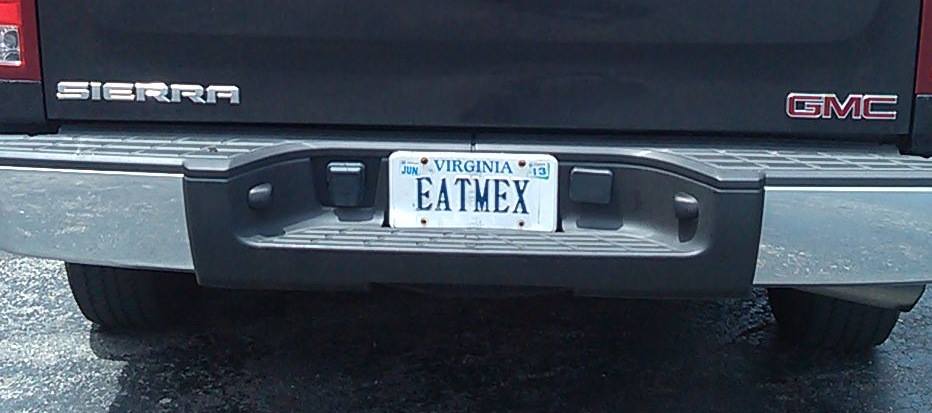 SIERRA
GMC
VIRGINIA
JUN 13
EATMEX